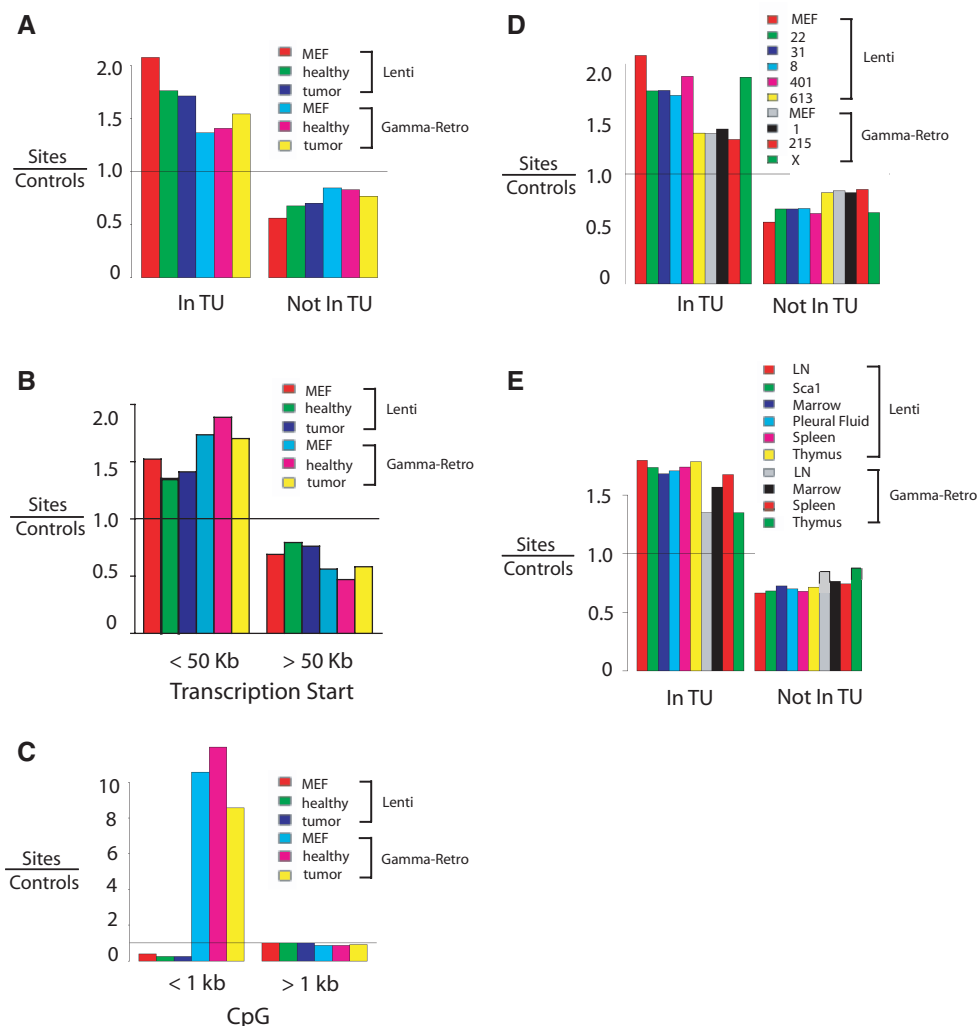 A
MEF
healthy
tumor
Lenti
MEF
healthy
tumor
Gamma-Retro
2.0
1.5
1.0
0.5
0
Sites
Controls
In TU
Not In TU
B
MEF
healthy
tumor
Lenti
MEF
healthy
tumor
Gamma-Retro
2.0
1.5
1.0
0.5
0
Sites
Controls
< 50 Kb
> 50 Kb
Transcription Start
C
MEF
healthy
tumor
Lenti
MEF
healthy
tumor
Gamma-Retro
10
8
6
4
2
0
Sites
Controls
< 1 kb
> 1 kb
CpG
D
MEF
22
31
8
401
613
Lenti
MEF
1
215
X
Gamma-Retro
2.0
1.5
1.0
0.5
0
Sites
Controls
In TU
Not In TU
E
LN
Sca1
Marrow
Pleural Fluid
Spleen
Thymus
Lenti
LN
Marrow
Spleen
Thymus
Gamma-Retro
1.5
1.0
0.5
0
Sites
Controls
In TU
Not In TU